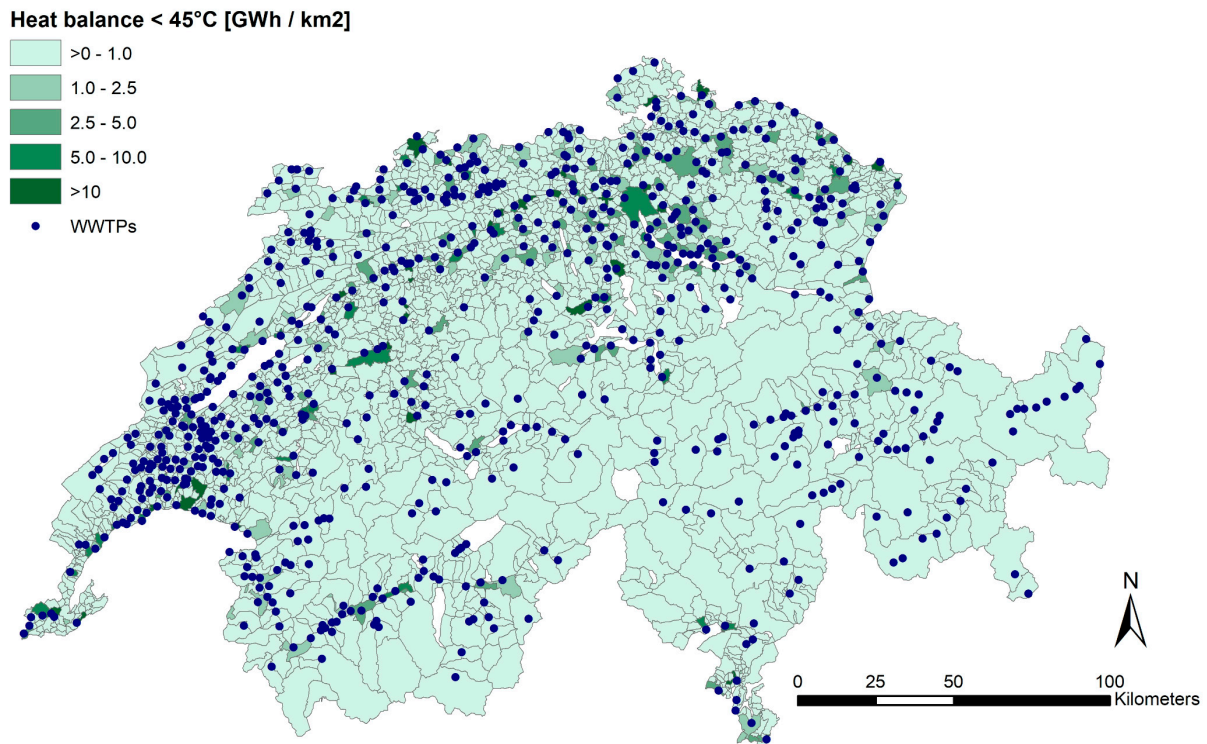 Heat balance < 45°C [GWh / km2]
>0 - 1.0
1.0 - 2.5
2.5 - 5.0
5.0 - 10.0
>10
WWTPs
N
0 25 50 100
Kilometers